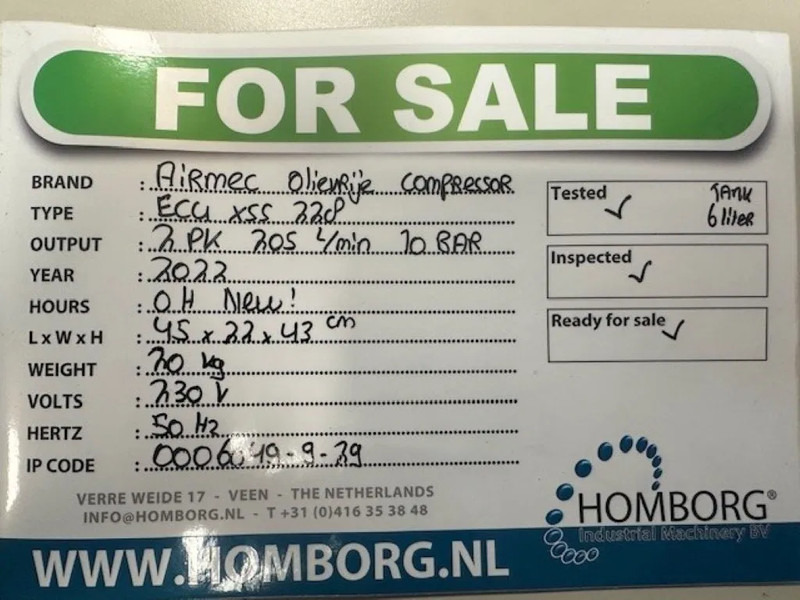 FOR SALE
BRAND : Airmec olievrije compressor
TYPE : ECU XSS 22CP
OUTPUT : 2 PK 205 L/min 10 BAR
YEAR : 2022
HOURS : 0 H New!
L x W x H : 45 x 22 x 43 cm
WEIGHT : 20 kg
VOLTS : 230 V
HERTZ : 50 Hz
IP CODE : 0006049-9-29
Tested ✓ TANK
6 liter
Inspected ✓
Ready for sale ✓
VERRE WEIDE 17 - VEEN - THE NETHERLANDS
INFO@HOMBORG.NL - T +31 (0)416 35 38 48
HOMBORG®
Industrial Machinery BV
WWW.HOMBORG.NL